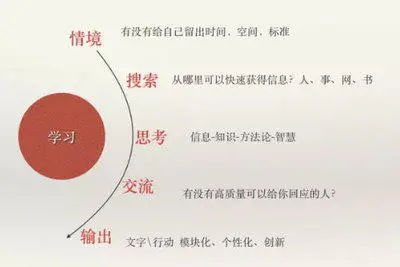 情境 有没有给自己留出时间、空间、标准
搜索 从哪里可以快速获得信息？人、事、网、书
学习
思考 信息-知识-方法论-智慧
交流 有没有高质量可以给你回应的人？
输出 文字\行动 模块化、个性化、创新